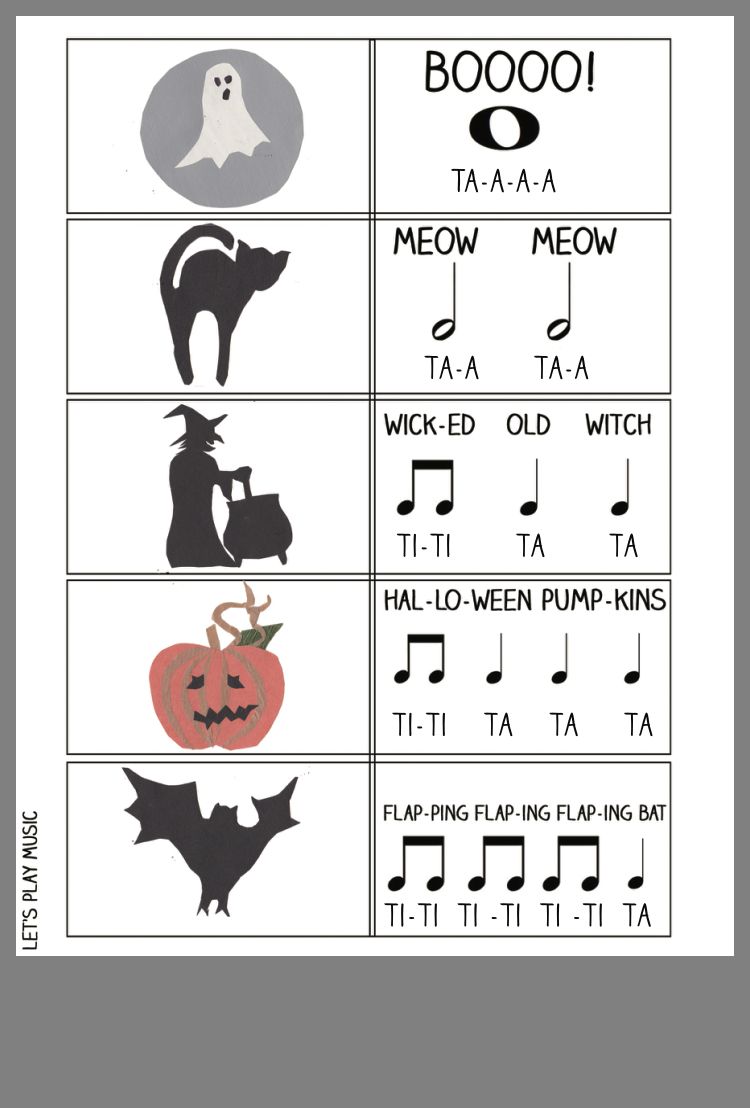 BOOOO!
TA-A-A-A
MEOW MEOW
TA-A TA-A
WICK-ED OLD WITCH
TI-TI TA TA
HAL-LO-WEEN PUMP-KINS
TI-TI TA TA TA
FLAP-PING FLAP-ING FLAP-ING BAT
TI-TI TI -TI TI -TI TA
LET'S PLAY MUSIC